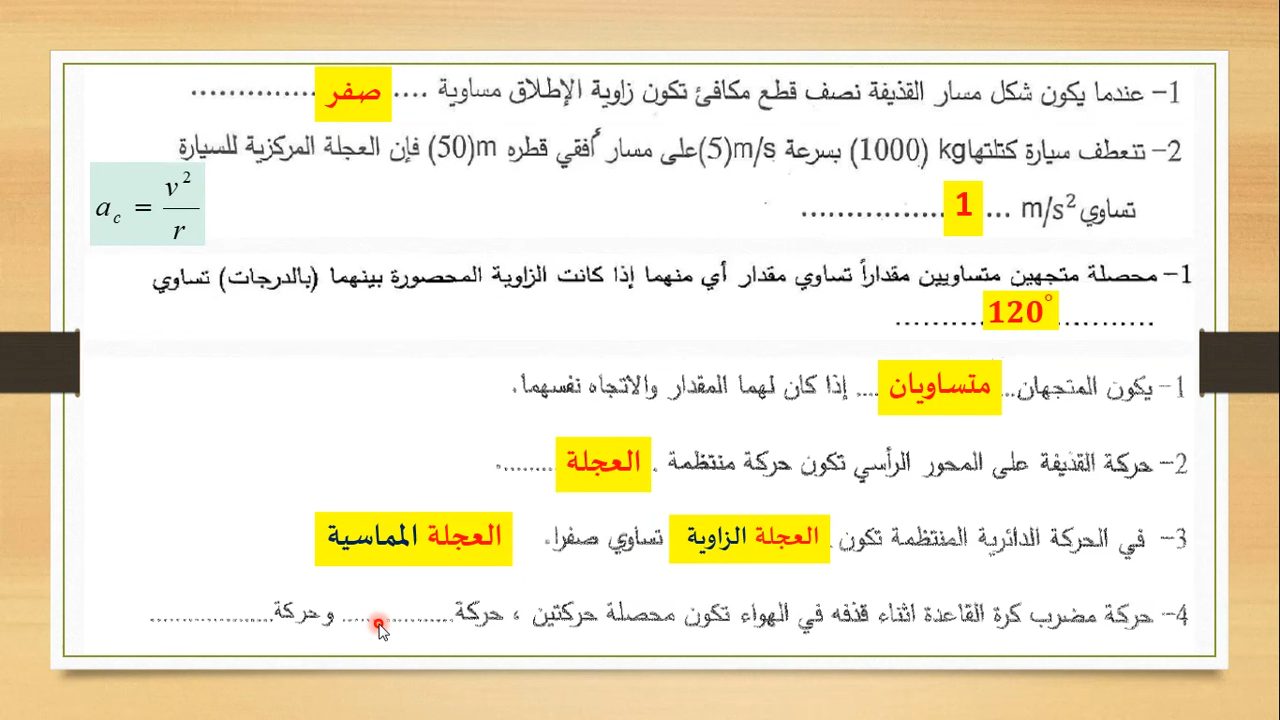 1- عندما يكون شكل مسار القذيفة نصف قطع مكافئ تكون زاوية الإطلاق مساوية .... صفر ..............
2- تنعطف سيارة كتلتها kg (1000) بسرعة m/s(5) على مسار أفقي قطره m(50) فإن العجلة المركزية للسيارة
تساوي m/s² ... 1 ................
a_c = v²/r
1- محصلة متجهين متساويين مقداراً تساوي مقدار أي منهما إذا كانت الزاوية المحصورة بينهما (بالدرجات) تساوي
........... 120° ..........
1- يكون المتجهان.. متساويان .... إذا كان لهما المقدار والاتجاه نفسهما.
2- حركة القذيفة على المحور الرأسي تكون حركة منتظمة . العجلة .........
3- في الحركة الدائرية المنتظمة تكون . العجلة الزاوية تساوي صفرا. العجلة المماسية
4- حركة مضرب كرة القاعدة اثناء قذفه في الهواء تكون محصلة حركتين ، حركة.................... وحركة....................